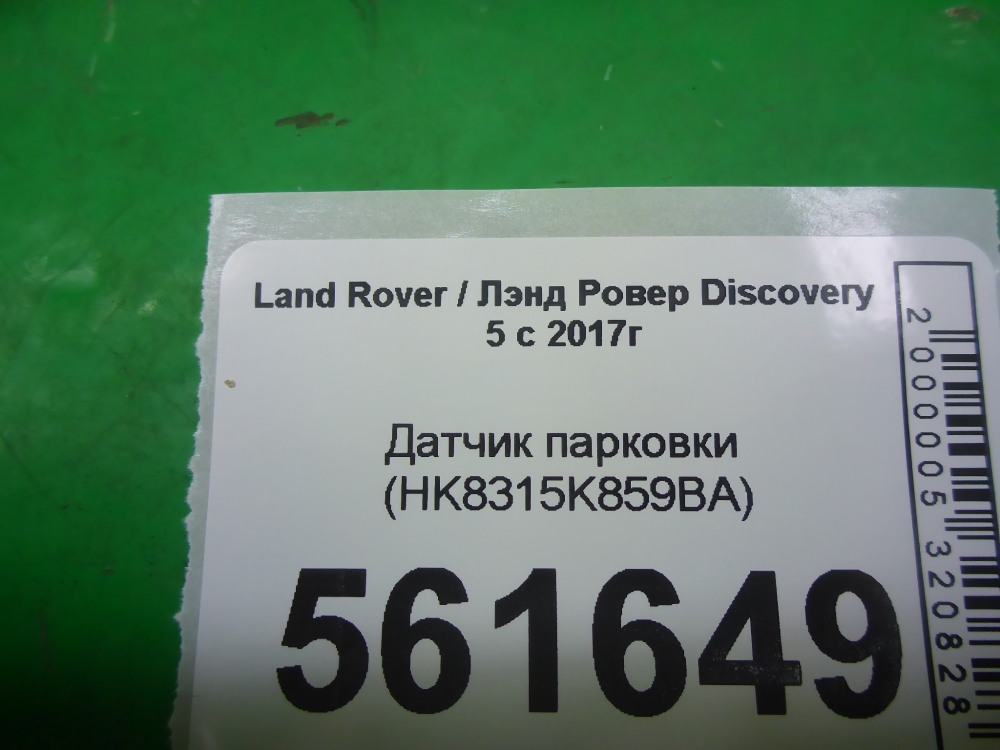 Land Rover / Лэнд Ровер Discovery
5 с 2017г
Датчик парковки
(HK8315K859BA)
561649
2000005320828